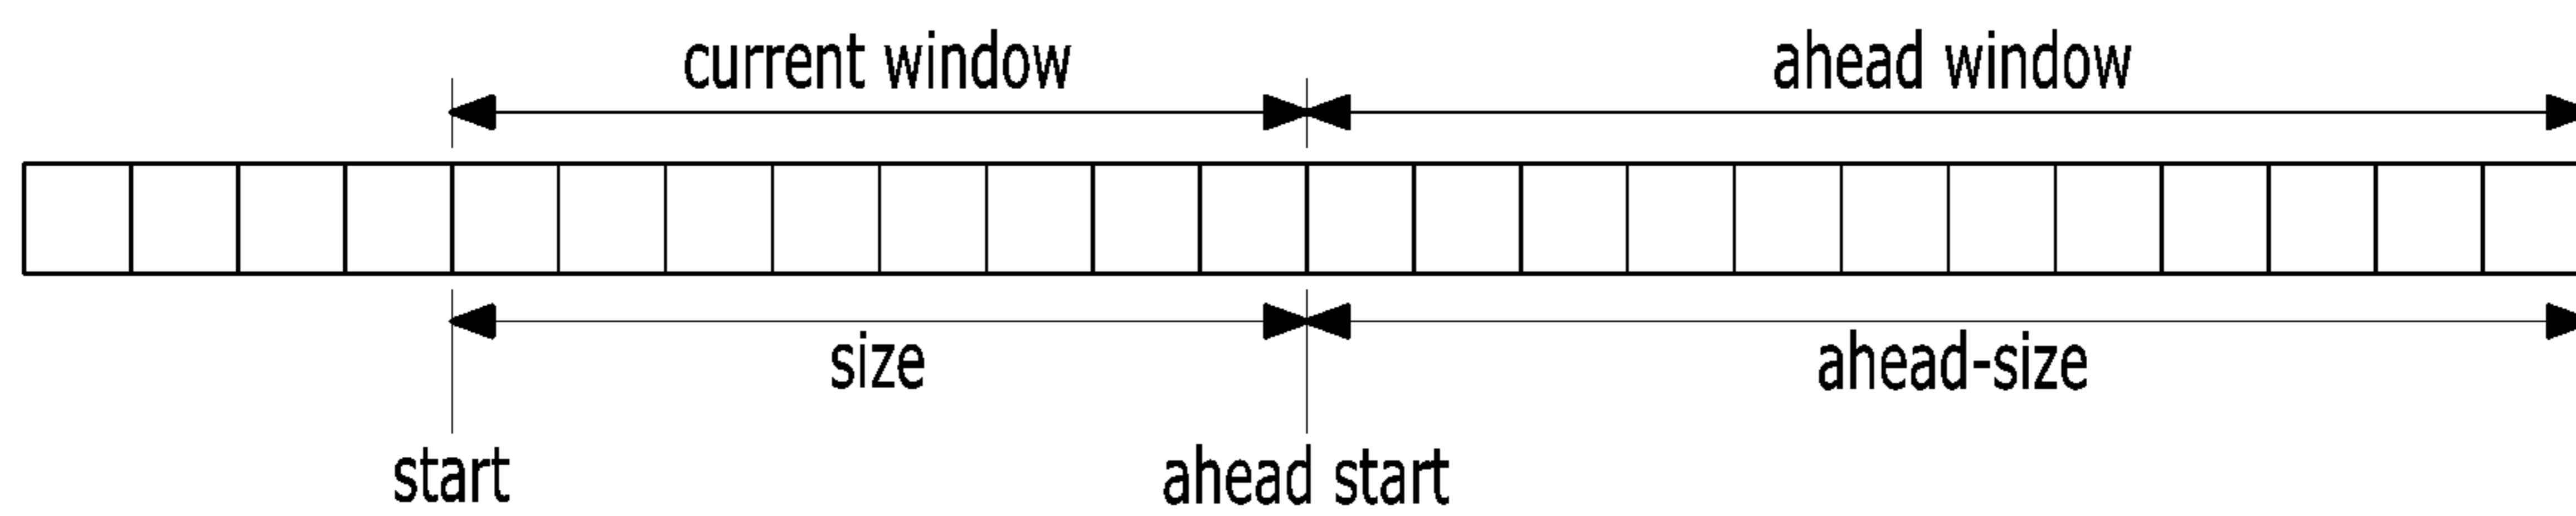 current window
ahead window
size
ahead-size
start
ahead start